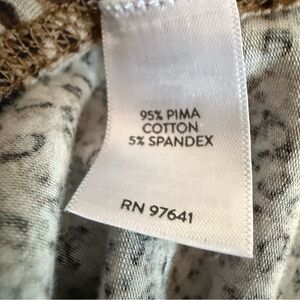 95% PIMA
COTTON
5% SPANDEX
RN 97641